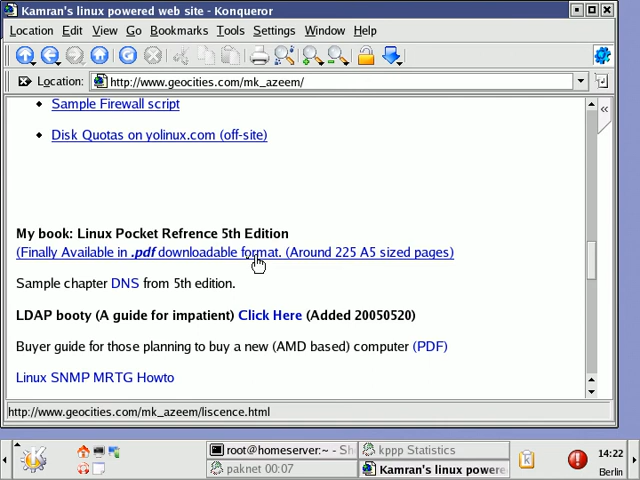 Kamran's linux powered web site - Konqueror
Location Edit View Go Bookmarks Tools Settings Window Help
Location: http://www.geocities.com/mk_azeem/
Sample Firewall script
Disk Quotas on yolinux.com (off-site)
My book: Linux Pocket Refrence 5th Edition
(Finally Available in .pdf downloadable format. (Around 225 A5 sized pages)
Sample chapter DNS from 5th edition.
LDAP booty (A guide for impatient) Click Here (Added 20050520)
Buyer guide for those planning to buy a new (AMD based) computer (PDF)
Linux SNMP MRTG Howto
http://www.geocities.com/mk_azeem/liscence.html
root@homeserver:~ - Sh
kppp Statistics
14:22
paknet 00:07
Kamran's linux powere
Berlin